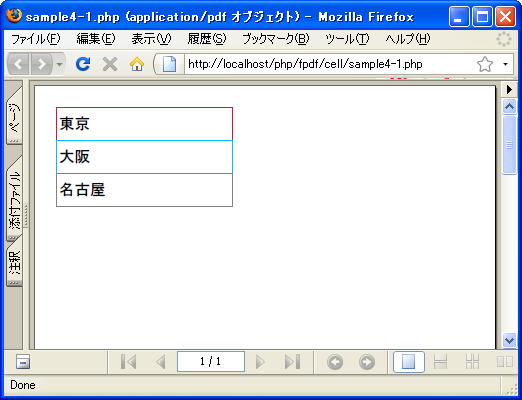 sample4-1.php (application/pdf オブジェクト) - Mozilla Firefox
ファイル(F) 編集(E) 表示(V) 履歴(S) ブックマーク(B) ツール(T) ヘルプ(H)
http://localhost/php/fpdf/cell/sample4-1.php
ページ
添付ファイル
注釈
東京
大阪
名古屋
1 / 1
Done